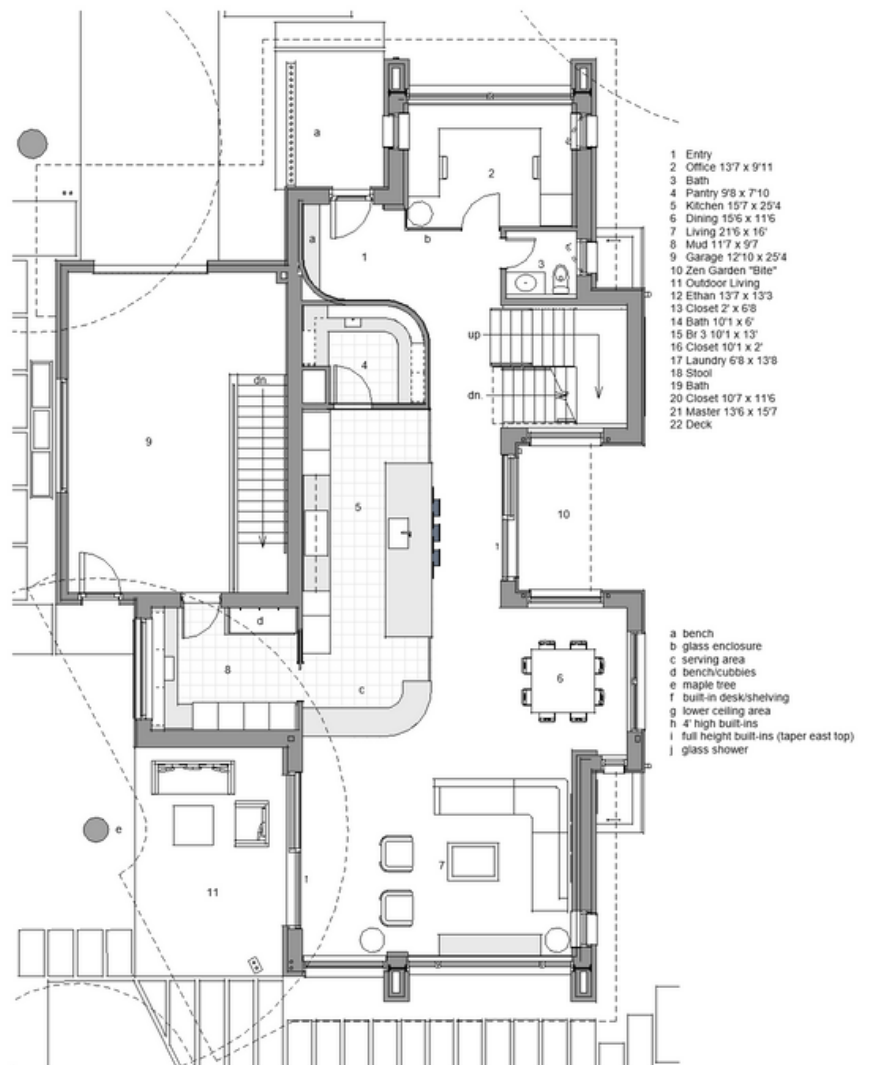 a
2
1 Entry
2 Office 13'7 x 9'11
3 Bath
4 Pantry 9'8 x 7'10
5 Kitchen 15'7 x 25'4
6 Dining 15'6 x 11'6
7 Living 21'6 x 16'
8 Mud 11'7 x 9'7
9 Garage 12'10 x 25'4
10 Zen Garden "Bite"
11 Outdoor Living
12 Ethan 13'7 x 13'3
13 Closet 2' x 6'8
14 Bath 10'1 x 6'
15 Br 3 10'1 x 13'
16 Closet 10'1 x 2'
17 Laundry 6'8 x 13'8
18 Stool
19 Bath
20 Closet 10'7 x 11'6
21 Master 13'6 x 15'7
22 Deck
a
b
1
3
up
4
dn.
dn.
9
5
10
1
d
8
6
c
a bench
b glass enclosure
c serving area
d bench/cubbies
e maple tree
f built-in desk/shelving
g lower ceiling area
h 4' high built-ins
i full height built-ins (taper east top)
j glass shower
e
7
11
1